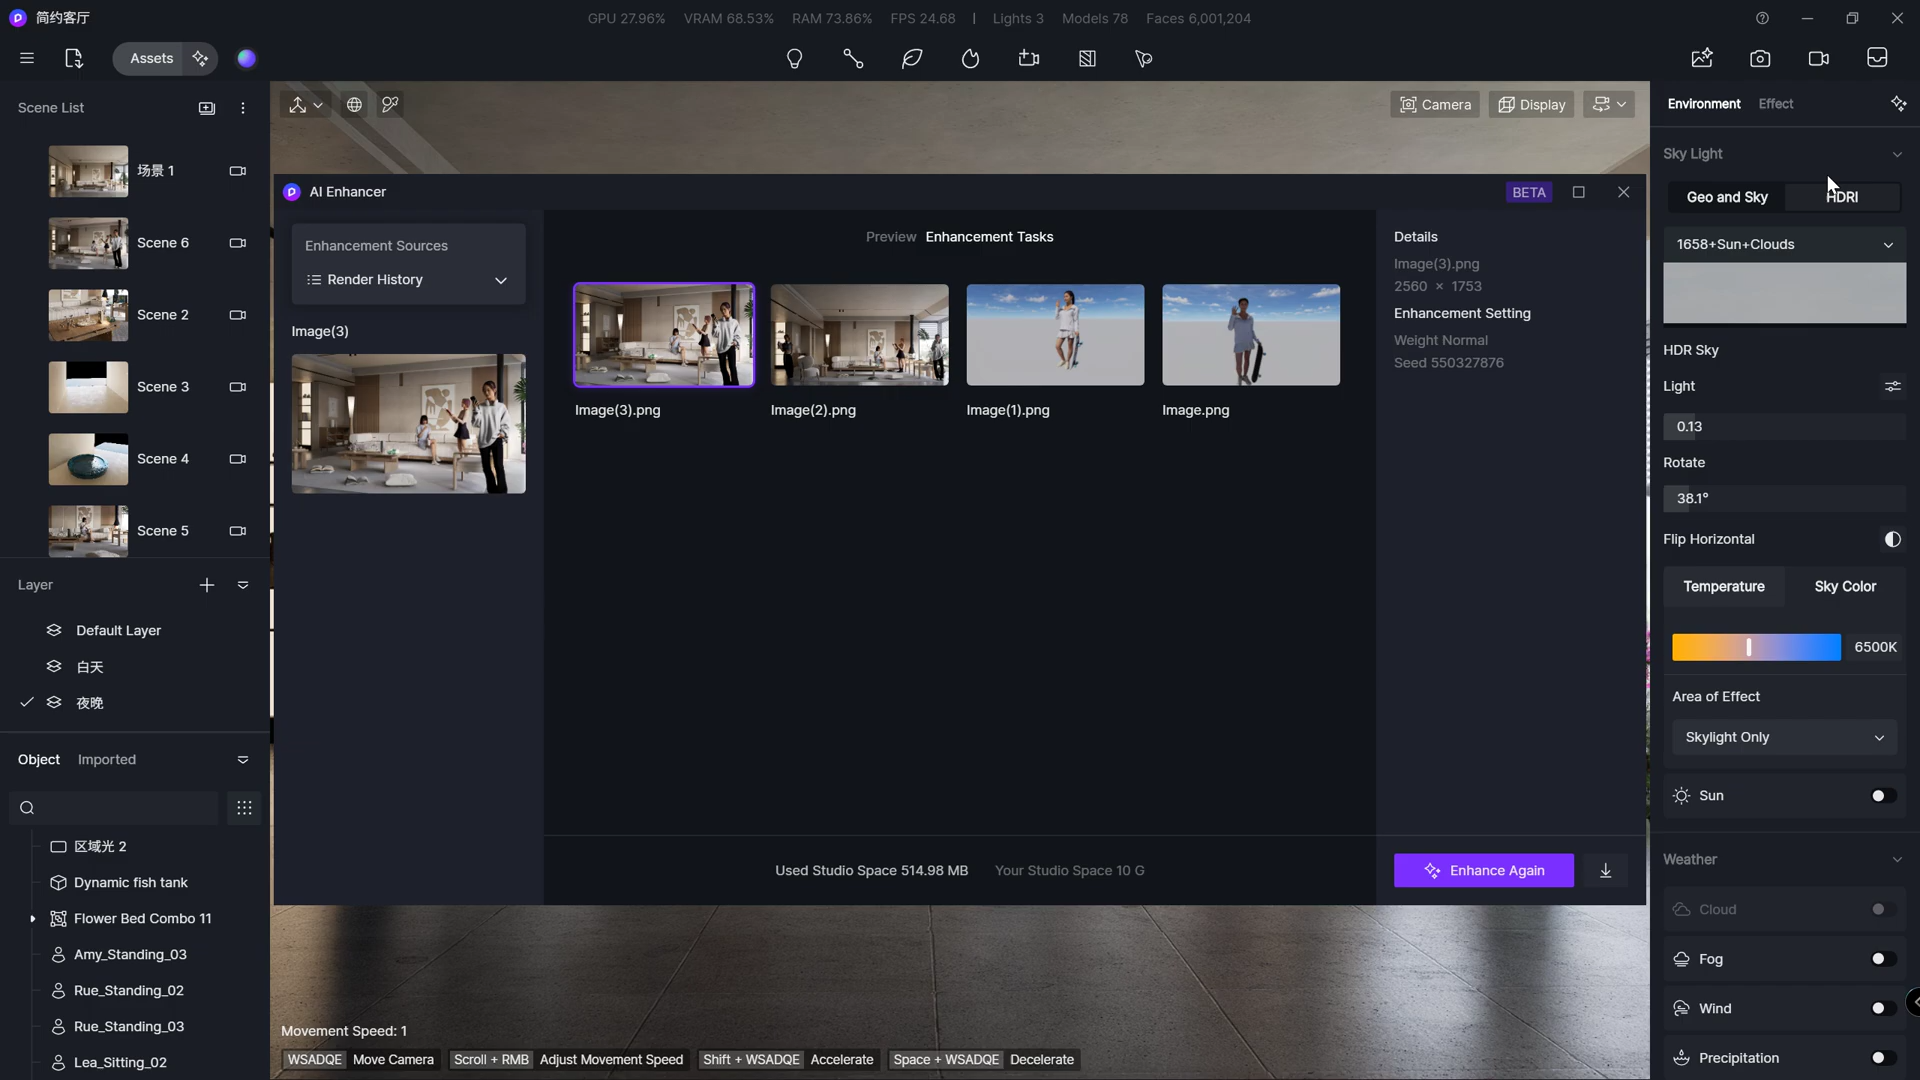 简约客厅
GPU 27.96% VRAM 68.53% RAM 73.86% FPS 24.68 | Lights 3 Models 78 Faces 6,001,204
Assets
Scene List
场景 1
Scene 6
Scene 2
Scene 3
Scene 4
Scene 5
Layer
Default Layer
白天
夜晚
Object Imported
区域光 2
Dynamic fish tank
Flower Bed Combo 11
Amy_Standing_03
Rue_Standing_02
Rue_Standing_03
Lea_Sitting_02
Camera Display
AI Enhancer BETA
Enhancement Sources
Render History
Image(3)
Preview Enhancement Tasks
Image(3).png Image(2).png Image(1).png Image.png
Used Studio Space 514.98 MB Your Studio Space 10 G
Details
Image(3).png
2560 × 1753
Enhancement Setting
Weight Normal
Seed 550327876
Enhance Again
Movement Speed: 1
WSADQE Move Camera Scroll + RMB Adjust Movement Speed Shift + WSADQE Accelerate Space + WSADQE Decelerate
Environment Effect
Sky Light
Geo and Sky HDRI
1658+Sun+Clouds
HDR Sky
Light
0.13
Rotate
38.1°
Flip Horizontal
Temperature Sky Color
6500K
Area of Effect
Skylight Only
Sun
Weather
Cloud
Fog
Wind
Precipitation